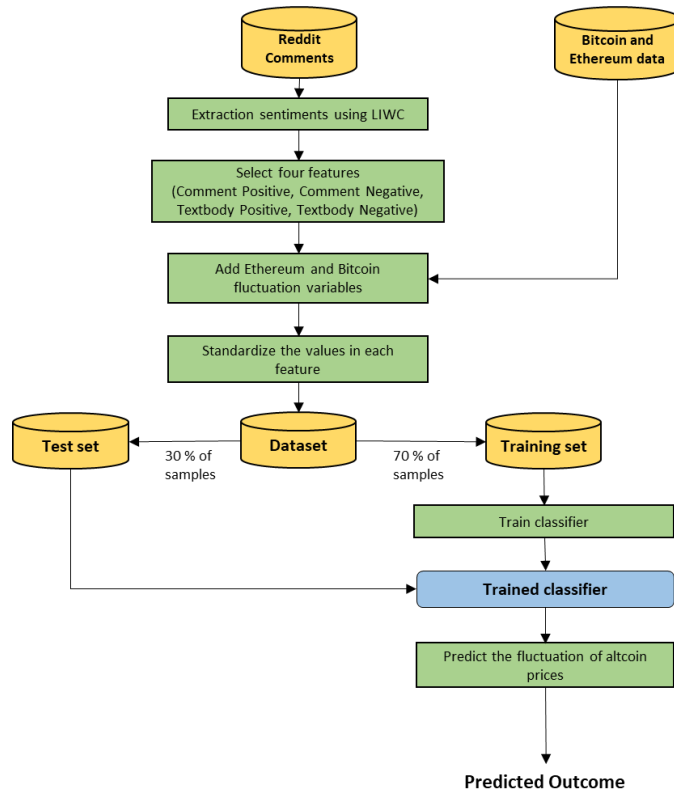 Reddit
Comments
Bitcoin and
Ethereum data
Extraction sentiments using LIWC
Select four features
(Comment Positive, Comment Negative,
Textbody Positive, Textbody Negative)
Add Ethereum and Bitcoin
fluctuation variables
Standardize the values in each
feature
Test set
30 % of
samples
Dataset
70 % of
samples
Training set
Train classifier
Trained classifier
Predict the fluctuation of altcoin
prices
Predicted Outcome